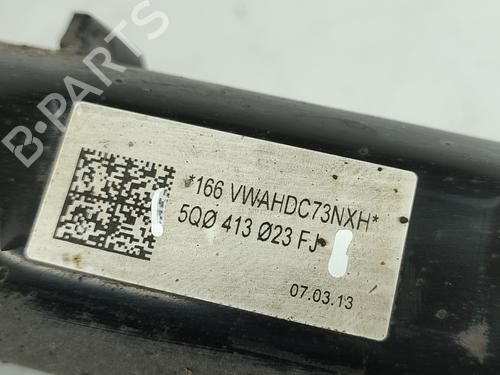 B-PARTS
*166 VWAHDC73NXH*
5QØ 413 Ø23 FJ
07.03.13